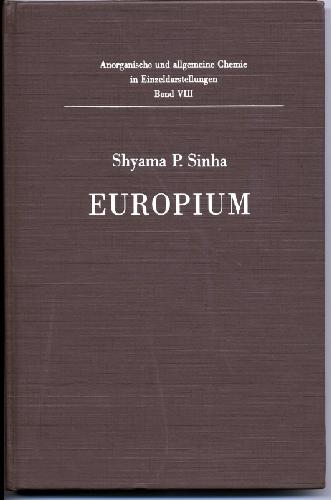 Anorganische und allgemeine Chemie
in Einzeldarstellungen
Band VIII
Shyama P. Sinha
EUROPIUM